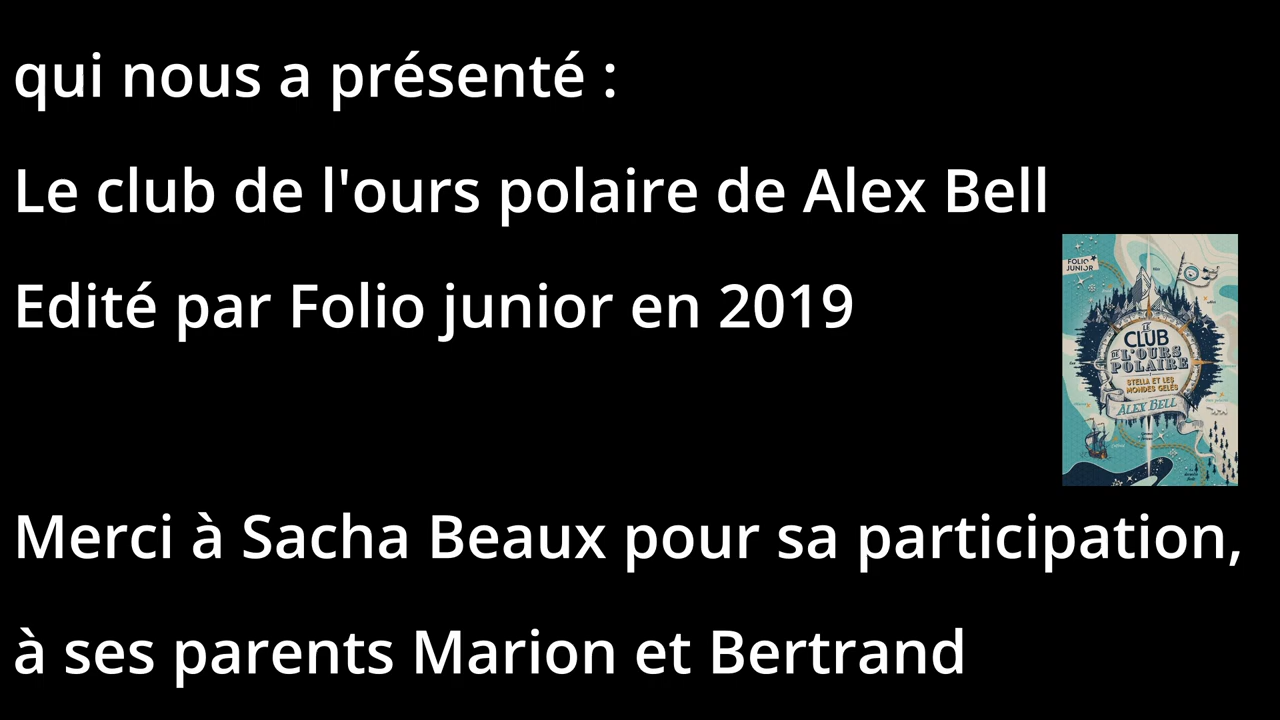 qui nous a présenté :
Le club de l'ours polaire de Alex Bell
Edité par Folio junior en 2019
FOLIO
JUNIOR
LE
CLUB
DE L'OURS
POLAIRE
STELLA ET LES
MONDES GELÉS
ALEX BELL
Merci à Sacha Beaux pour sa participation,
à ses parents Marion et Bertrand